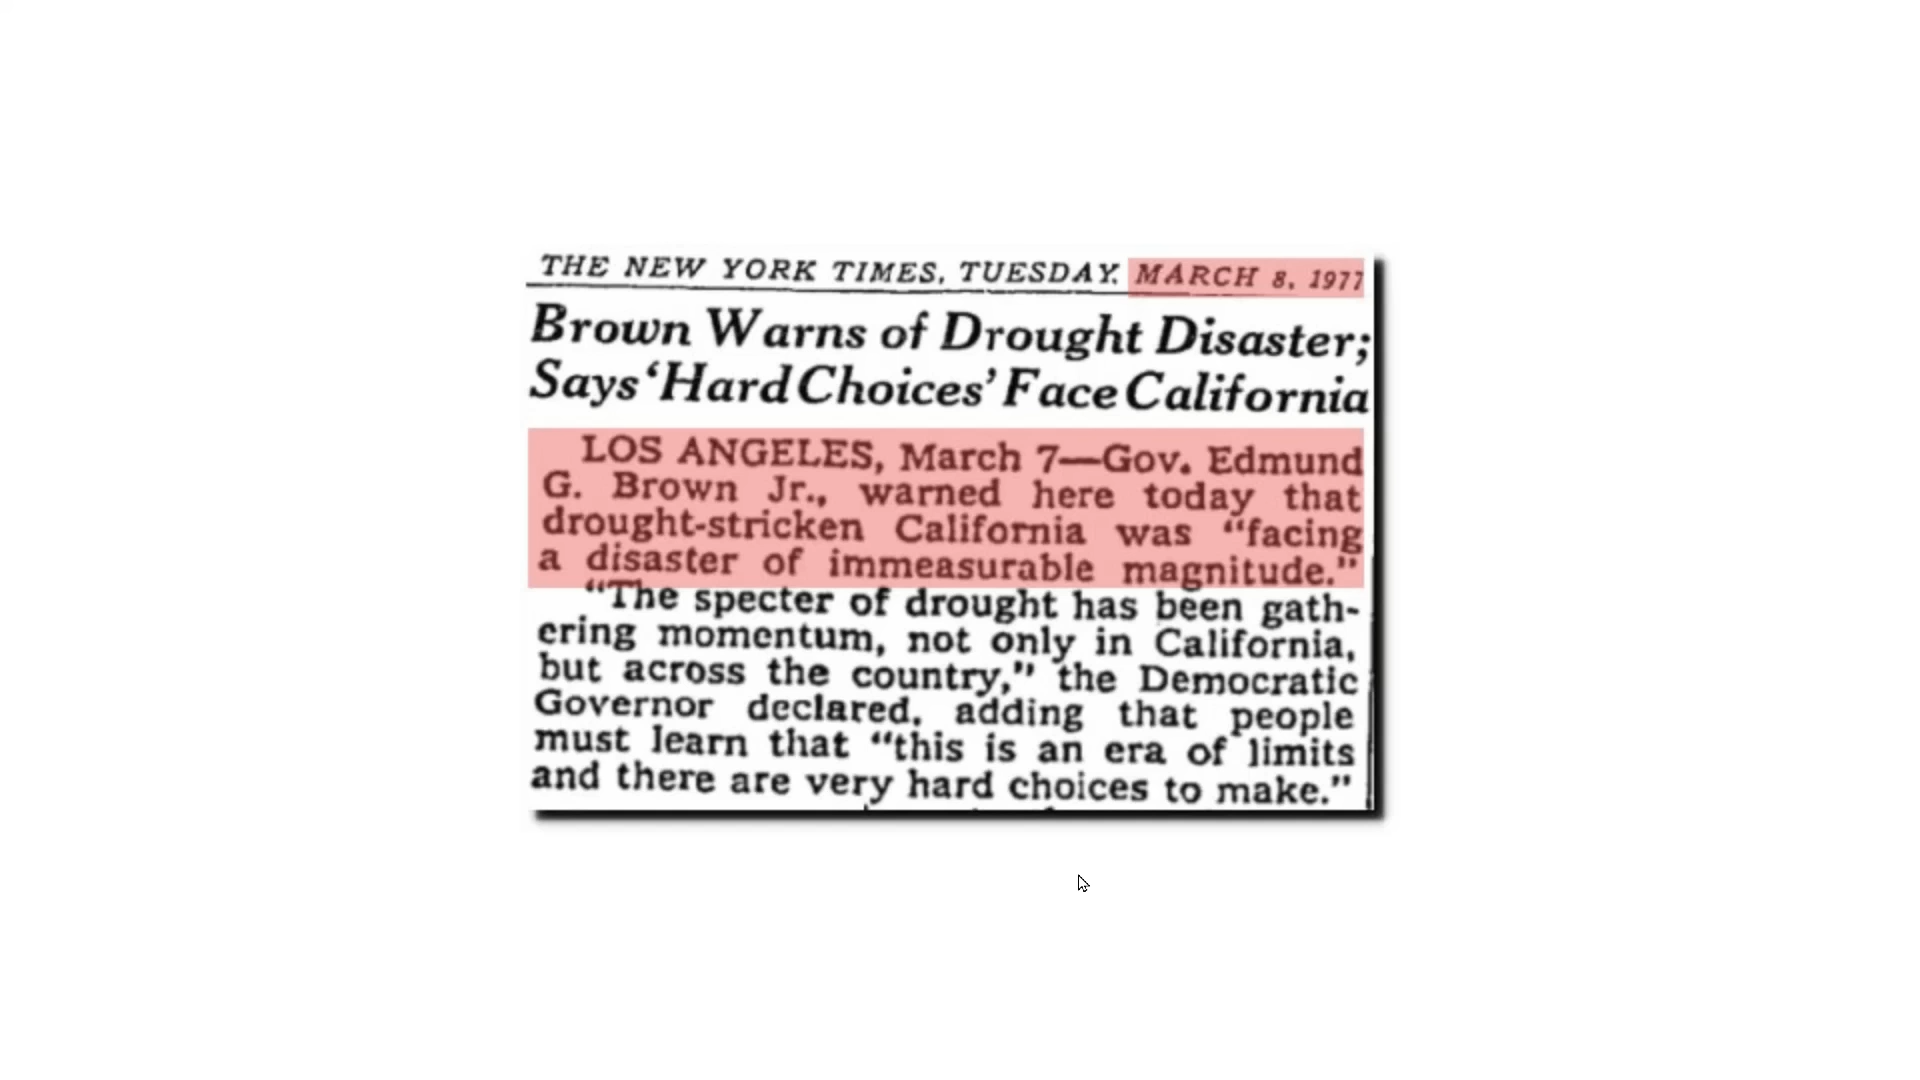 THE NEW YORK TIMES, TUESDAY, MARCH 8, 1977
Brown Warns of Drought Disaster;
Says ‘Hard Choices’ Face California
LOS ANGELES, March 7—Gov. Edmund
G. Brown Jr., warned here today that
drought-stricken California was “facing
a disaster of immeasurable magnitude.”
“The specter of drought has been gath-
ering momentum, not only in California,
but across the country,” the Democratic
Governor declared, adding that people
must learn that “this is an era of limits
and there are very hard choices to make.”